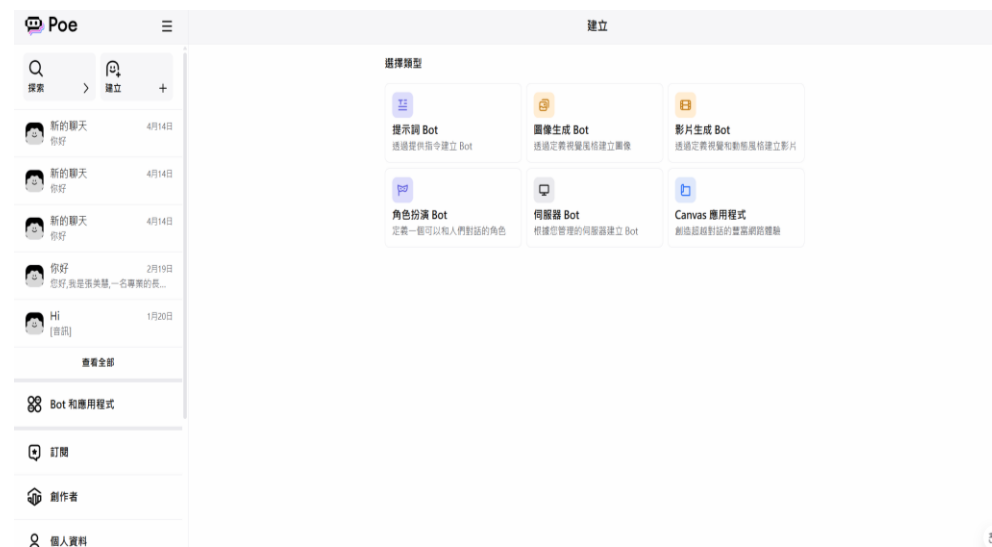 Poe
建立
探索
建立
新的聊天
4月14日
你好
新的聊天
4月14日
你好
新的聊天
4月14日
你好
你好
2月19日
您好,我是張美慧,一名專業的長...
Hi
1月20日
[音訊]
查看全部
Bot 和應用程式
訂閱
創作者
個人資料
選擇類型
提示詞 Bot
透過提供指令建立 Bot
圖像生成 Bot
透過定義視覺風格建立圖像
影片生成 Bot
透過定義視覺和動態風格建立影片
角色扮演 Bot
定義一個可以和人們對話的角色
伺服器 Bot
根據您管理的伺服器建立 Bot
Canvas 應用程式
創造超越對話的豐富網路體驗